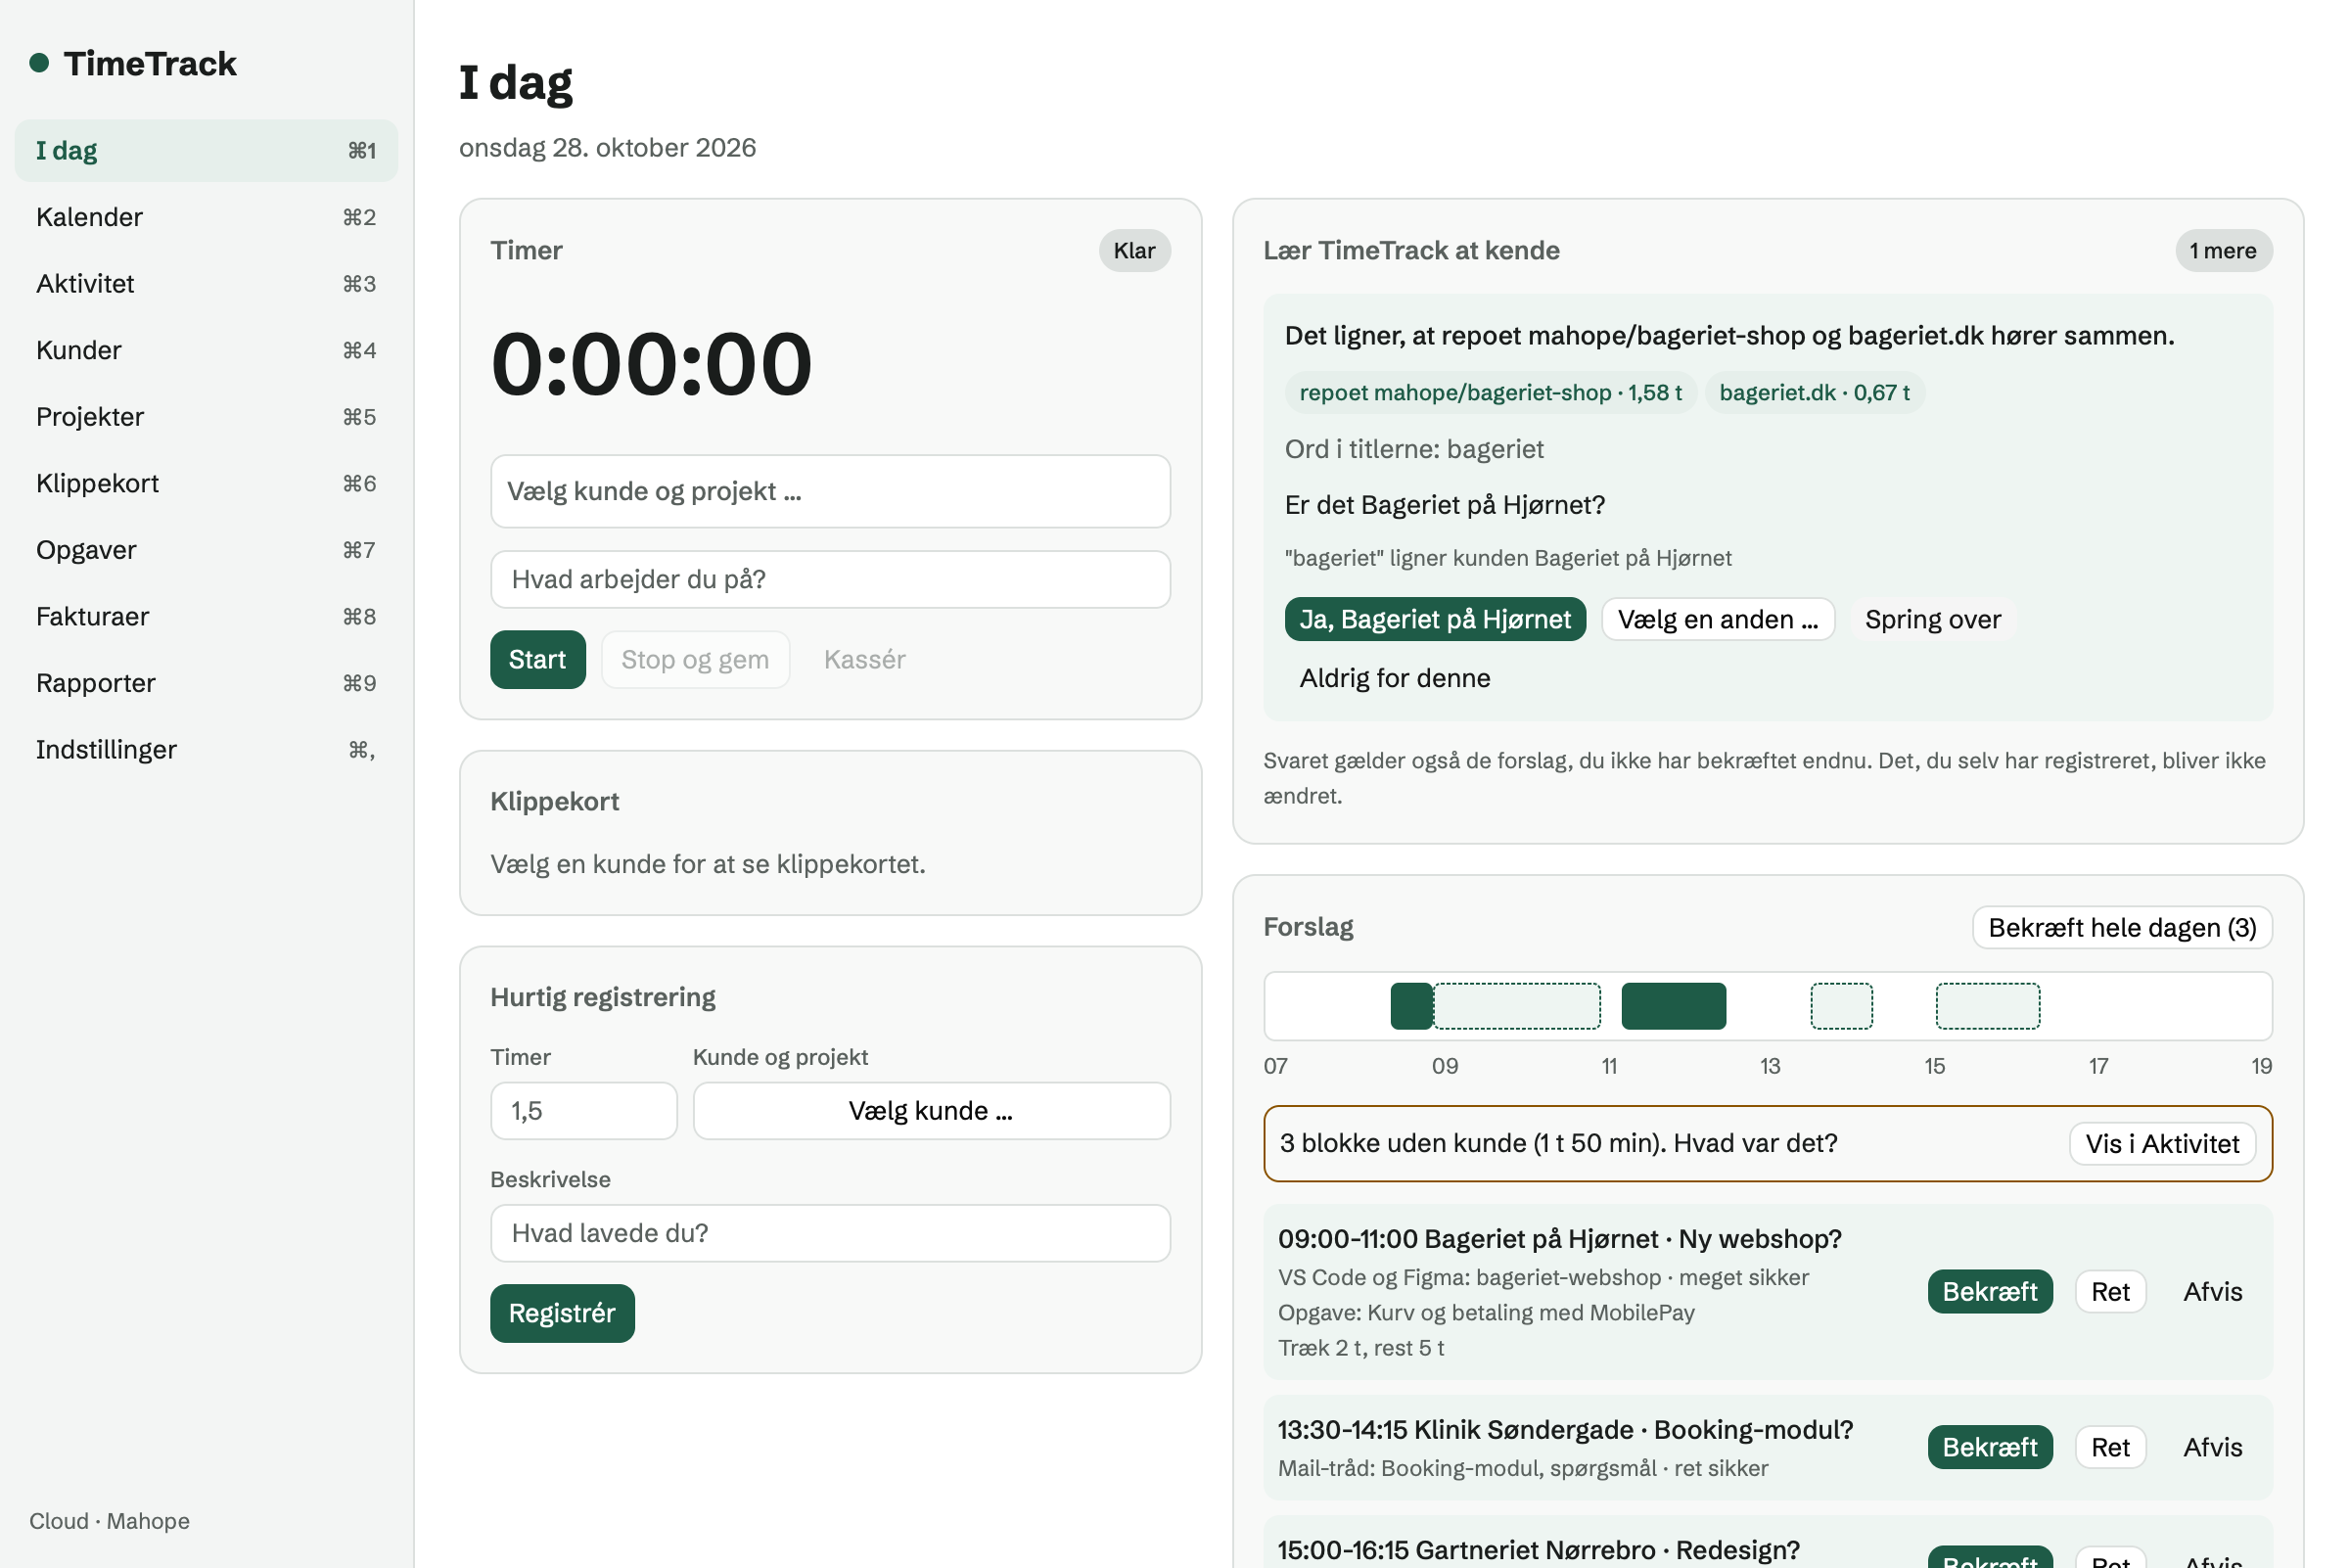 TimeTrack
I dag ⌘1
Kalender ⌘2
Aktivitet ⌘3
Kunder ⌘4
Projekter ⌘5
Klippekort ⌘6
Opgaver ⌘7
Fakturaer ⌘8
Rapporter ⌘9
Indstillinger ⌘,
Cloud · Mahope
I dag
onsdag 28. oktober 2026
Timer Klar
0:00:00
Vælg kunde og projekt ...
Hvad arbejder du på?
Start Stop og gem Kassér
Klippekort
Vælg en kunde for at se klippekortet.
Hurtig registrering
Timer Kunde og projekt
1,5 Vælg kunde ...
Beskrivelse
Hvad lavede du?
Registrér
Lær TimeTrack at kende 1 mere
Det ligner, at repoet mahope/bageriet-shop og bageriet.dk hører sammen.
repoet mahope/bageriet-shop · 1,58 t bageriet.dk · 0,67 t
Ord i titlerne: bageriet
Er det Bageriet på Hjørnet?
"bageriet" ligner kunden Bageriet på Hjørnet
Ja, Bageriet på Hjørnet Vælg en anden ... Spring over
Aldrig for denne
Svaret gælder også de forslag, du ikke har bekræftet endnu. Det, du selv har registreret, bliver ikke
ændret.
Forslag Bekræft hele dagen (3)
07 09 11 13 15 17 19
3 blokke uden kunde (1 t 50 min). Hvad var det? Vis i Aktivitet
09:00-11:00 Bageriet på Hjørnet · Ny webshop?
VS Code og Figma: bageriet-webshop · meget sikker
Opgave: Kurv og betaling med MobilePay
Træk 2 t, rest 5 t
Bekræft Ret Afvis
13:30-14:15 Klinik Søndergade · Booking-modul?
Mail-tråd: Booking-modul, spørgsmål · ret sikker
Bekræft Ret Afvis
15:00-16:15 Gartneriet Nørrebro · Redesign?
Bekræft Ret Afvis